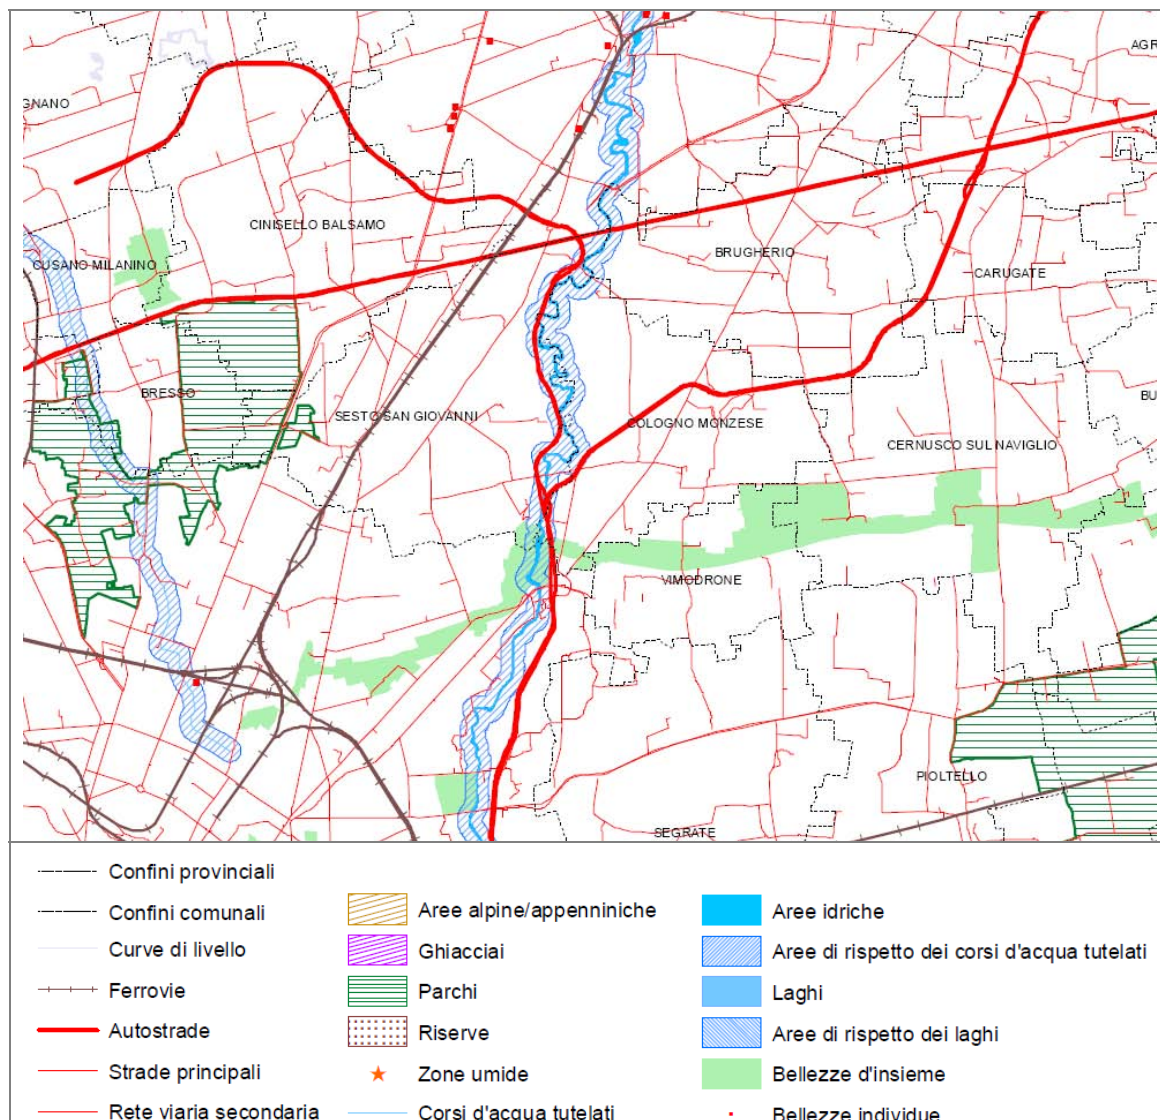 AGR
GNANO
CINISELLO BALSAMO
BRUGHERIO
CUSANO MILANINO
CARUGATE
BRESSO
BU
SESTO SAN GIOVANNI
COLOGNO MONZESE
CERNUSCO SUL NAVIGLIO
VIMODRONE
PIOLTELLO
SEGRATE
Confini provinciali
Confini comunali
Curve di livello
Ferrovie
Autostrade
Strade principali
Rete viaria secondaria
Aree alpine/appenniniche
Ghiacciai
Parchi
Riserve
Zone umide
Corsi d'acqua tutelati
Aree idriche
Aree di rispetto dei corsi d'acqua tutelati
Laghi
Aree di rispetto dei laghi
Bellezze d'insieme
Bellezze individue